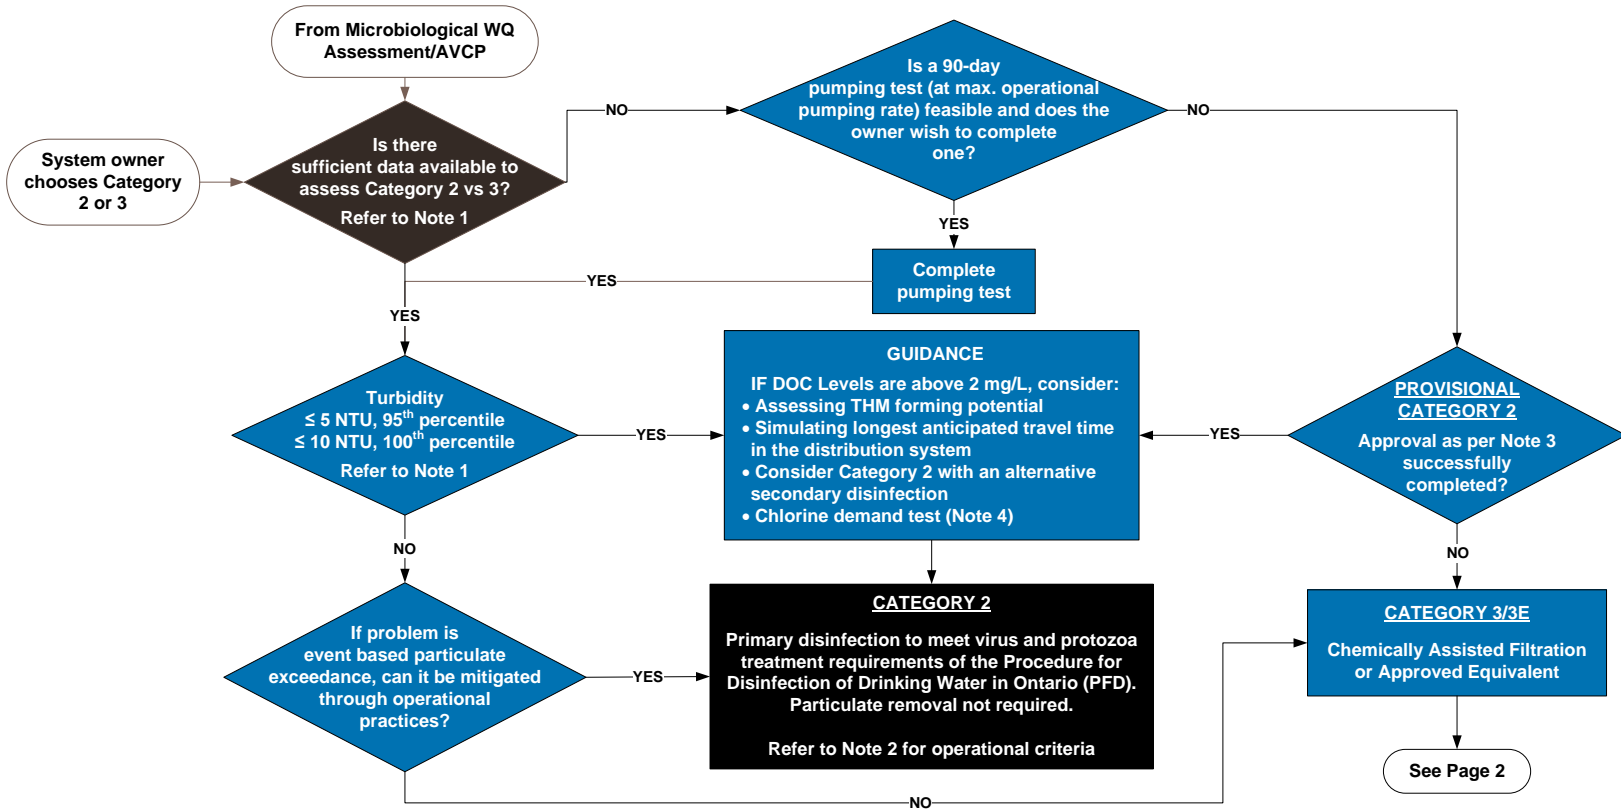 From Microbiological WQ
Assessment/AVCP
System owner
chooses Category
2 or 3
Is there
sufficient data available to
assess Category 2 vs 3?
Refer to Note 1
NO
Is a 90-day
pumping test (at max. operational
pumping rate) feasible and does the
owner wish to complete
one?
NO
YES
Complete
pumping test
YES
YES
Turbidity
≤ 5 NTU, 95th percentile
≤ 10 NTU, 100th percentile
Refer to Note 1
YES
GUIDANCE
IF DOC Levels are above 2 mg/L, consider:
• Assessing THM forming potential
• Simulating longest anticipated travel time
in the distribution system
• Consider Category 2 with an alternative
secondary disinfection
• Chlorine demand test (Note 4)
YES
PROVISIONAL
CATEGORY 2
Approval as per Note 3
successfully
completed?
NO
NO
If problem is
event based particulate
exceedance, can it be mitigated
through operational
practices?
YES
CATEGORY 2
Primary disinfection to meet virus and protozoa
treatment requirements of the Procedure for
Disinfection of Drinking Water in Ontario (PFD).
Particulate removal not required.
Refer to Note 2 for operational criteria
CATEGORY 3/3E
Chemically Assisted Filtration
or Approved Equivalent
See Page 2
NO